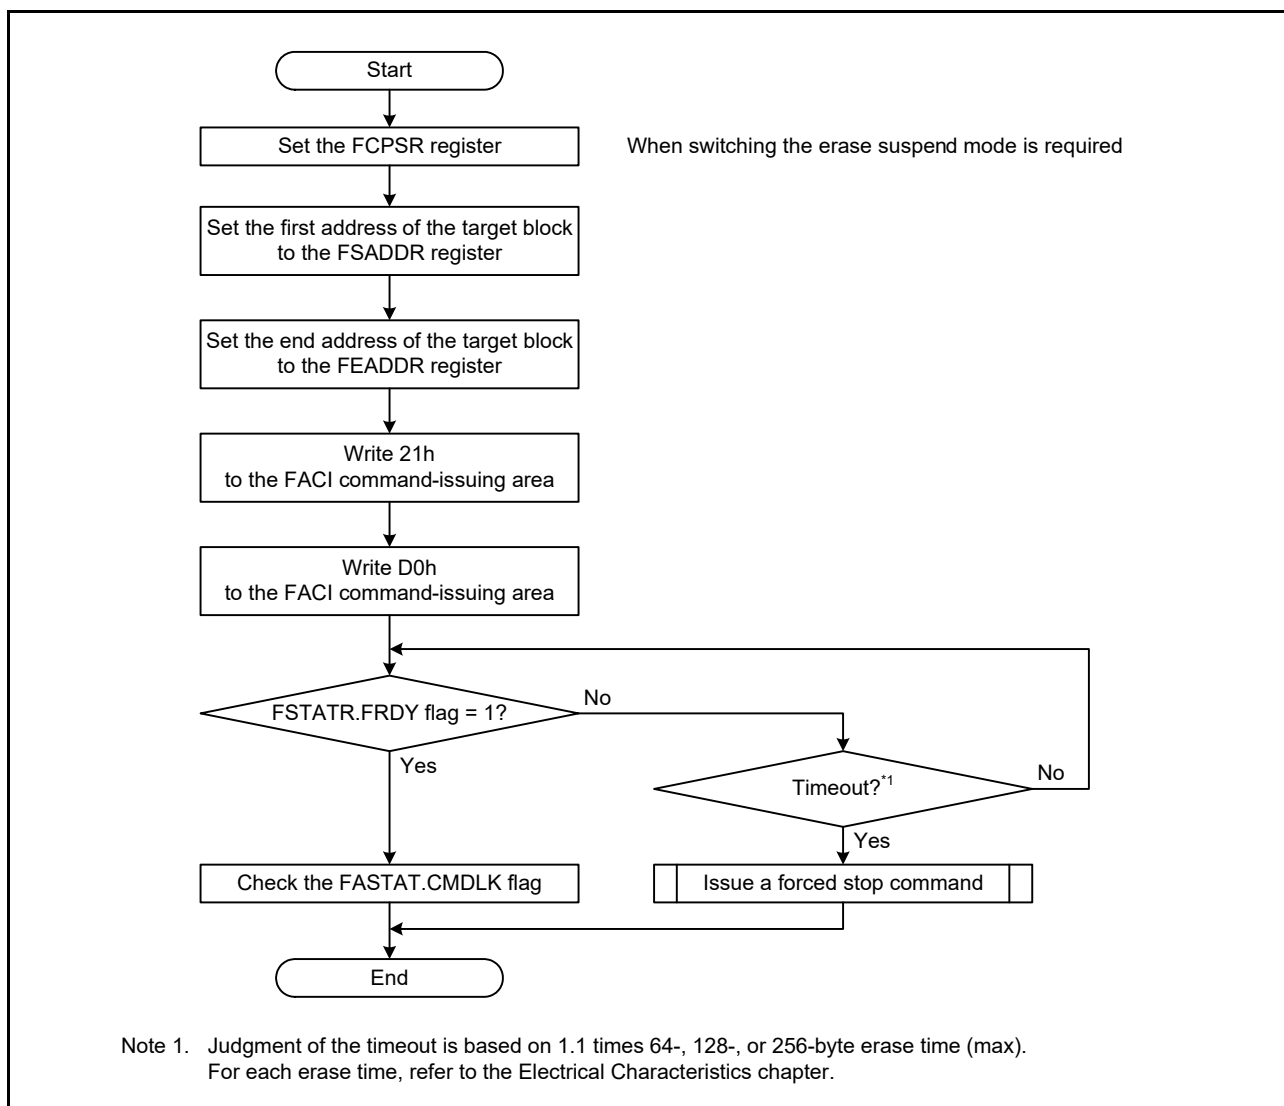 Start
Set the FCPSR register
When switching the erase suspend mode is required
Set the first address of the target block
to the FSADDR register
Set the end address of the target block
to the FEADDR register
Write 21h
to the FACI command-issuing area
Write D0h
to the FACI command-issuing area
FSTATR.FRDY flag = 1?
No
Yes
Timeout?*1
No
Yes
Check the FASTAT.CMDLK flag
Issue a forced stop command
End
Note 1. Judgment of the timeout is based on 1.1 times 64-, 128-, or 256-byte erase time (max).
For each erase time, refer to the Electrical Characteristics chapter.